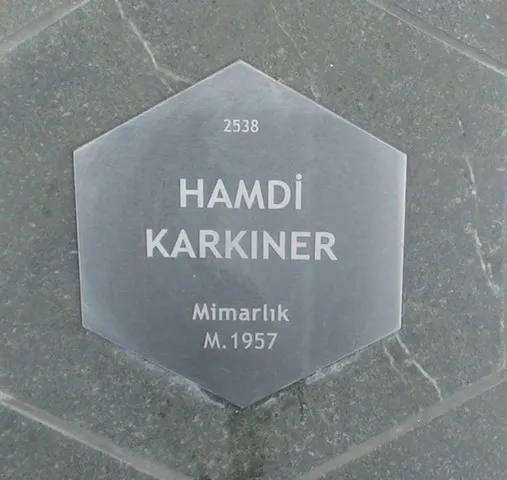 2538
HAMDİ
KARKINER
Mimarlık
M.1957